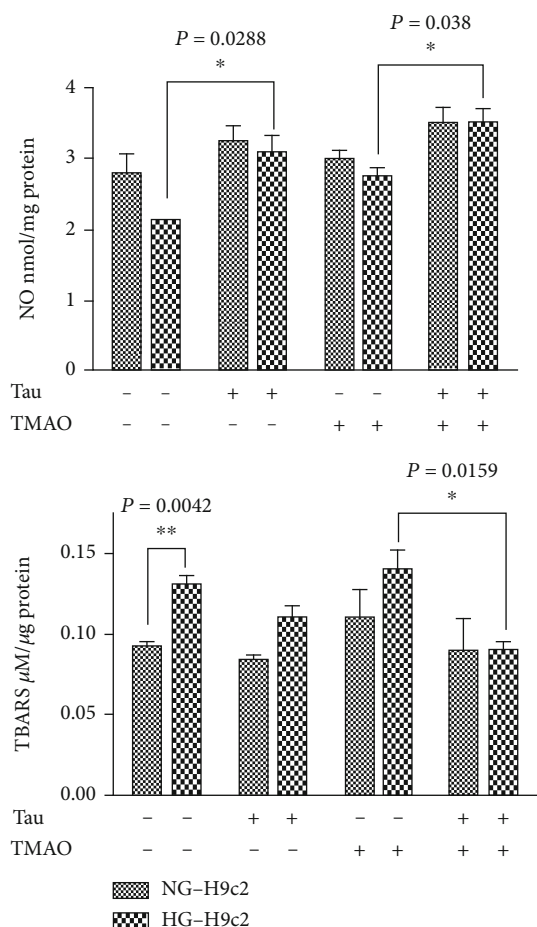 P = 0.0288
*
P = 0.038
*
NO nmol/mg protein
4
3
2
1
0
Tau – – + + – – + +
TMAO – – – – + + + +
P = 0.0042
**
P = 0.0159
*
TBARS µM/µg protein
0.15
0.10
0.05
0.00
Tau – – + + – – + +
TMAO – – – – + + + +
NG–H9c2
HG–H9c2